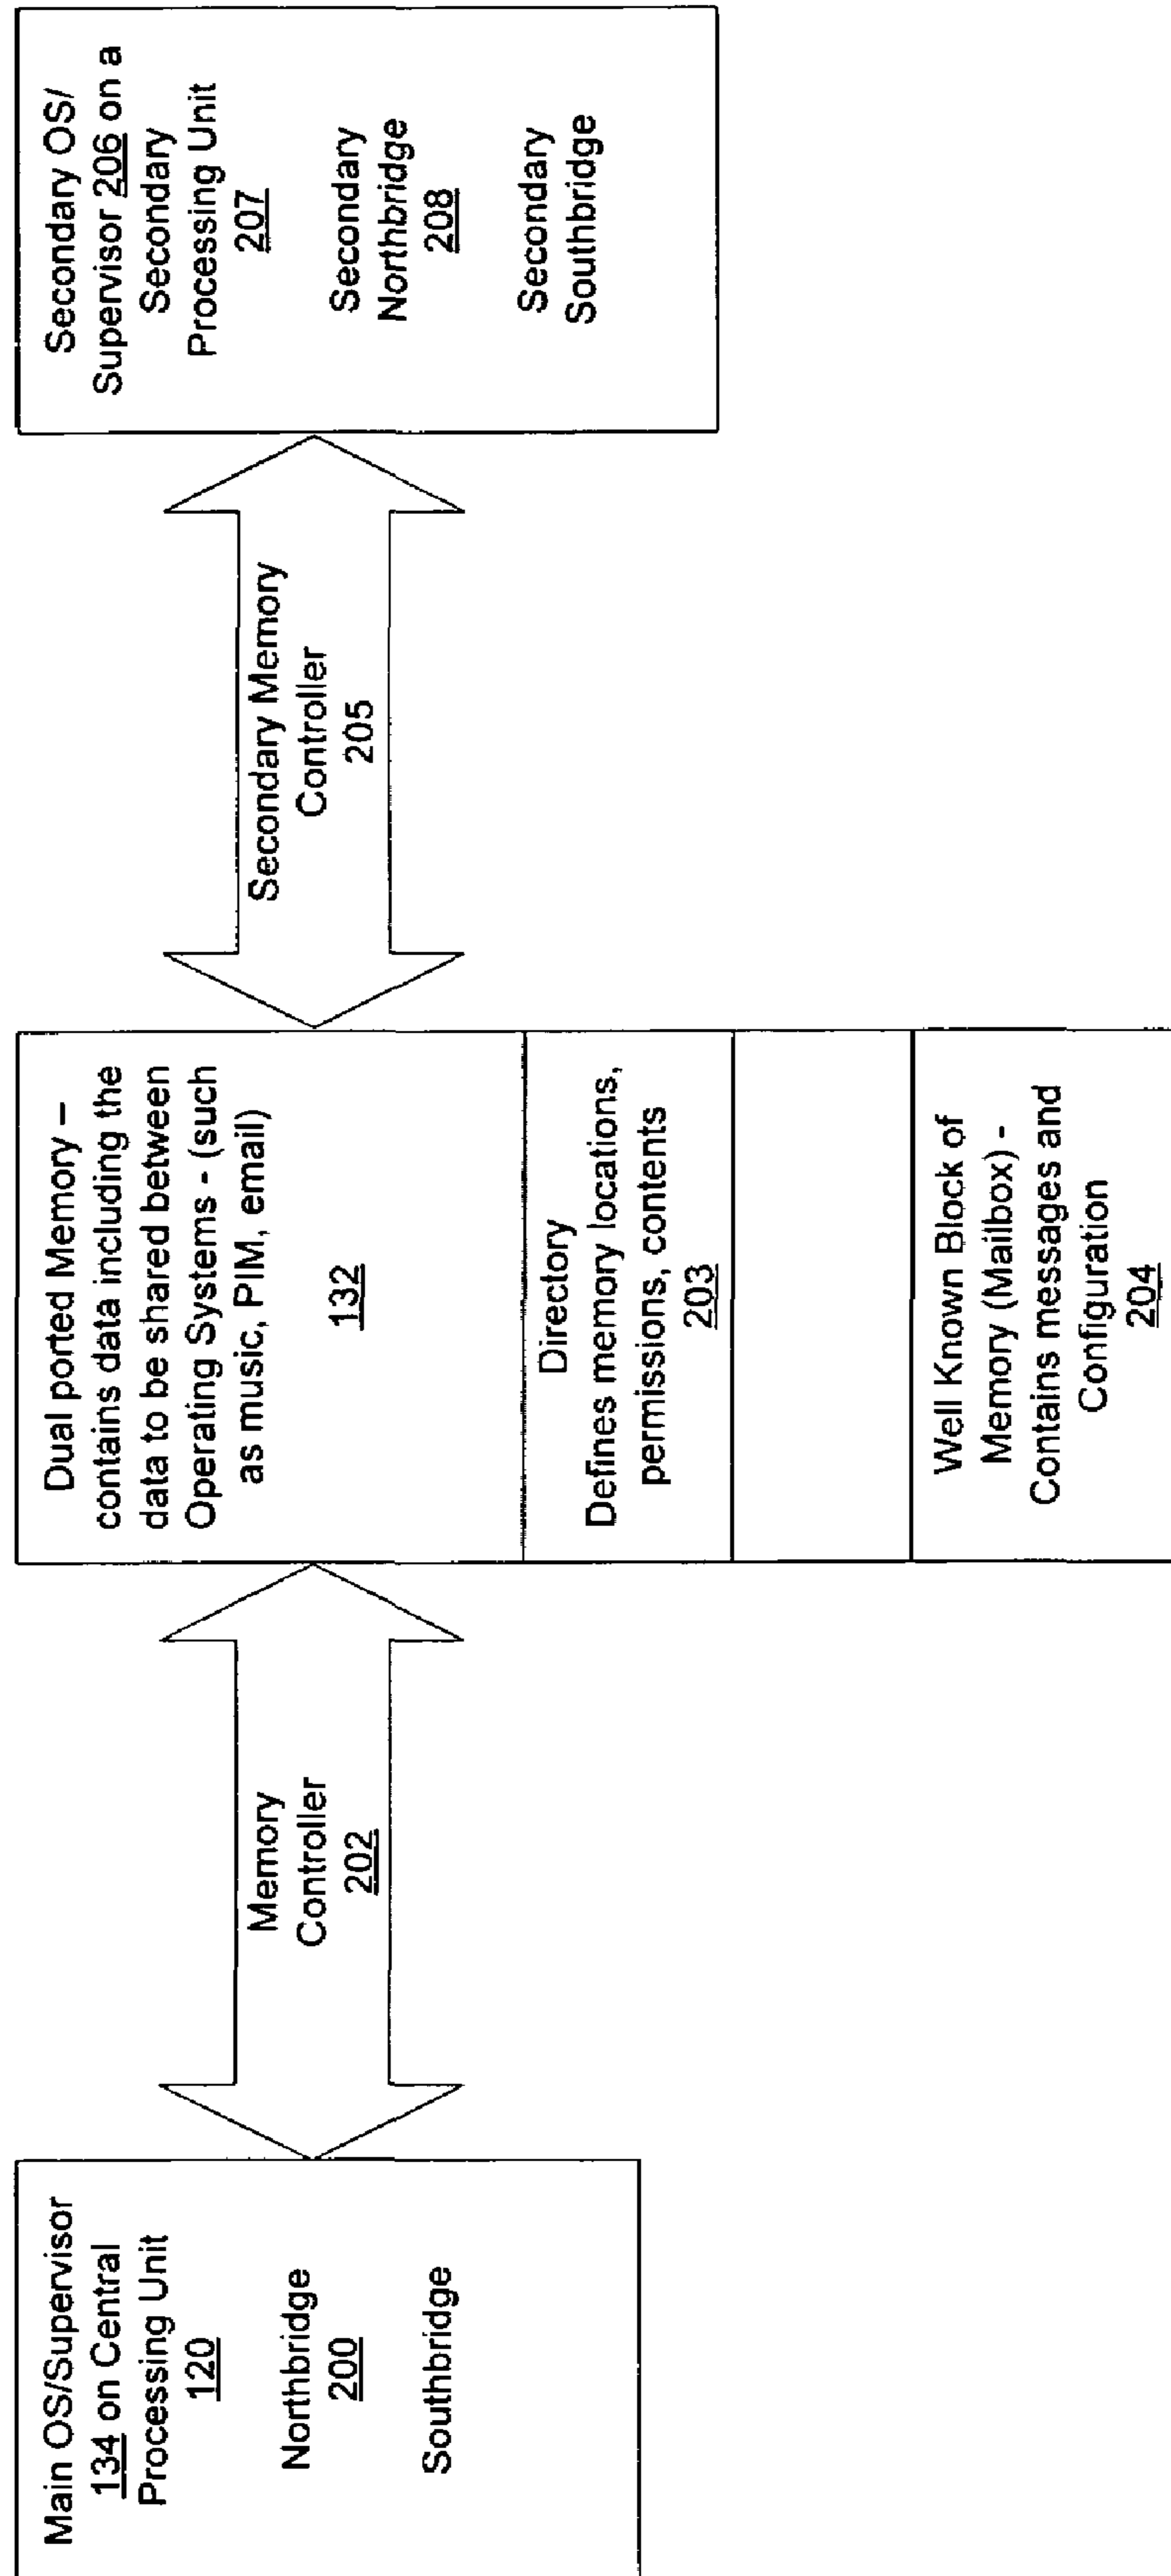 Main OS/Supervisor
134 on Central
Processing Unit
120
Northbridge
200
Southbridge
Memory
Controller
202
Dual ported Memory –
contains data including the
data to be shared between
Operating Systems - (such
as music, PIM, email)
132
Directory
Defines memory locations,
permissions, contents
203
Well Known Block of
Memory (Mailbox) -
Contains messages and
Configuration
204
Secondary Memory
Controller
205
Secondary OS/
Supervisor 206 on a
Secondary
Processing Unit
207
Secondary
Northbridge
208
Secondary
Southbridge